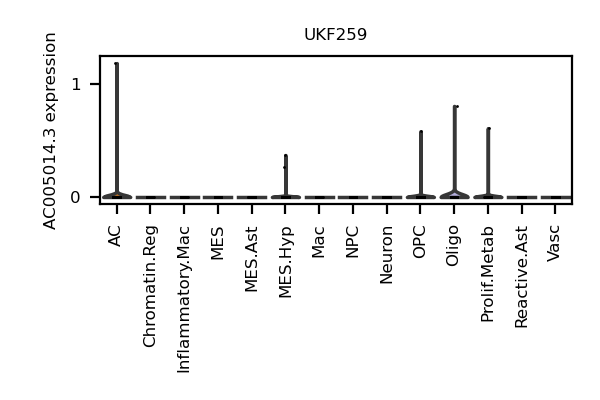 UKF259
AC005014.3 expression
1
0
AC
Chromatin.Reg
Inflammatory.Mac
MES
MES.Ast
MES.Hyp
Mac
NPC
Neuron
OPC
Oligo
Prolif.Metab
Reactive.Ast
Vasc